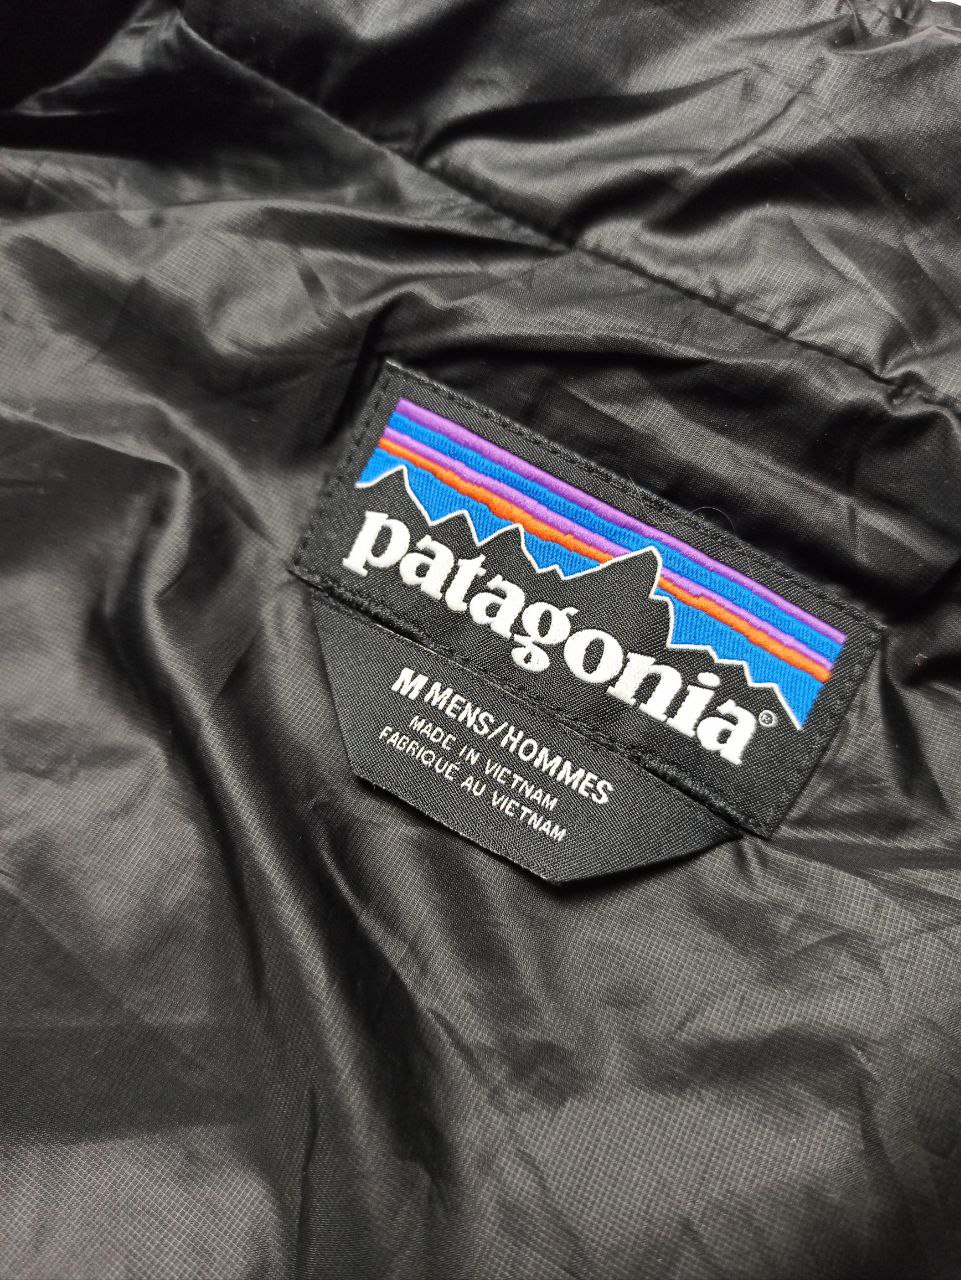 patagonia®
M MENS/HOMMES
MADE IN VIETNAM
FABRIQUÉ AU VIETNAM